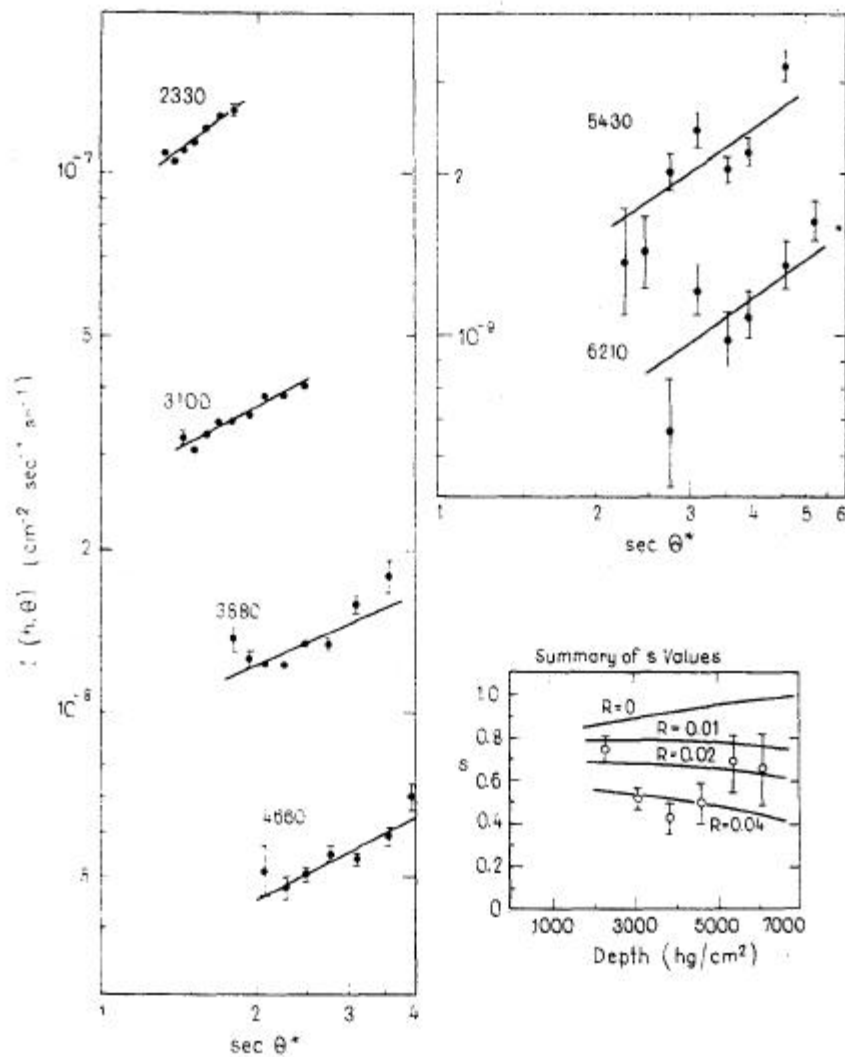 2330
10⁻⁷
5
3100
2
3880
10⁻⁸
4660
5
1
2
3
4
sec θ*
(h,θ) (cm⁻² sec⁻¹ sr⁻¹)
5430
2
10⁻⁹
6210
1
2
3
4
5
6
sec θ*
Summary of s Values
1.0
0.8
0.6
0.4
0.2
0
s
R=0
R=0.01
R=0.02
R=0.04
1000 3000 5000 7000
Depth (hg/cm²)